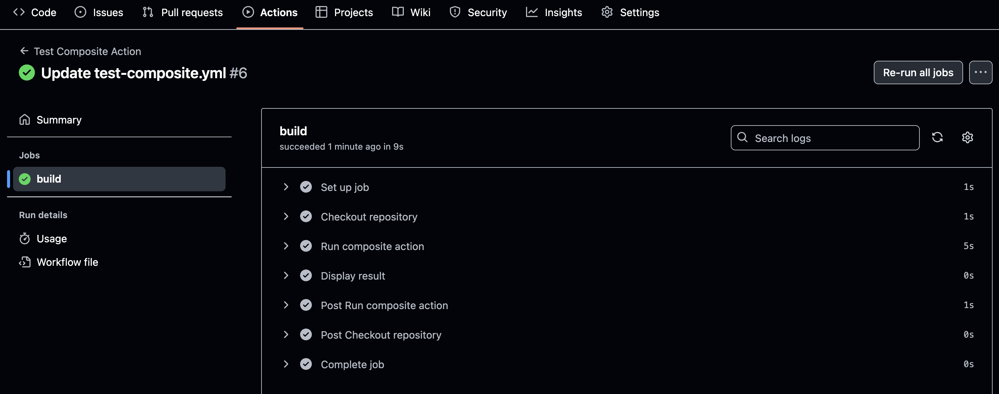 Code Issues Pull requests Actions Projects Wiki Security Insights Settings
Test Composite Action
Update test-composite.yml #6
Re-run all jobs
Summary
Jobs
build
Run details
Usage
Workflow file
build
succeeded 1 minute ago in 9s
Search logs
Set up job 1s
Checkout repository 1s
Run composite action 5s
Display result 0s
Post Run composite action 1s
Post Checkout repository 0s
Complete job 0s